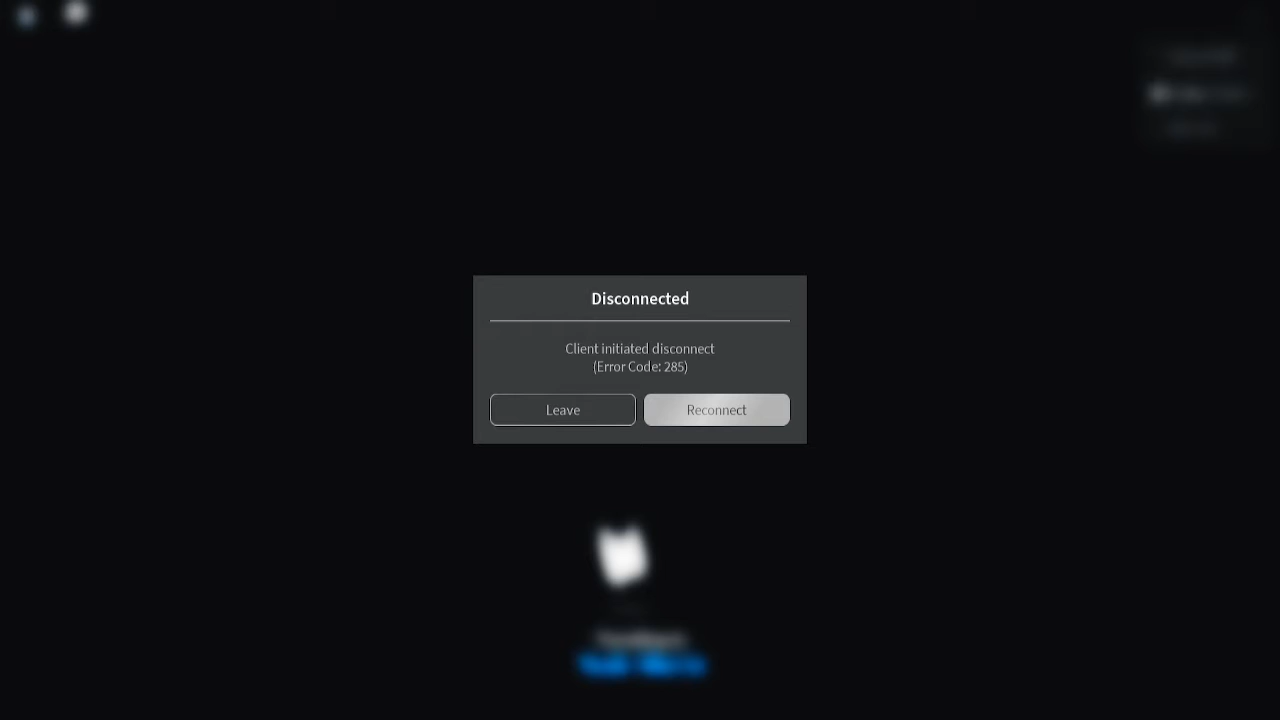 Disconnected
Client initiated disconnect
(Error Code: 285)
Leave
Reconnect